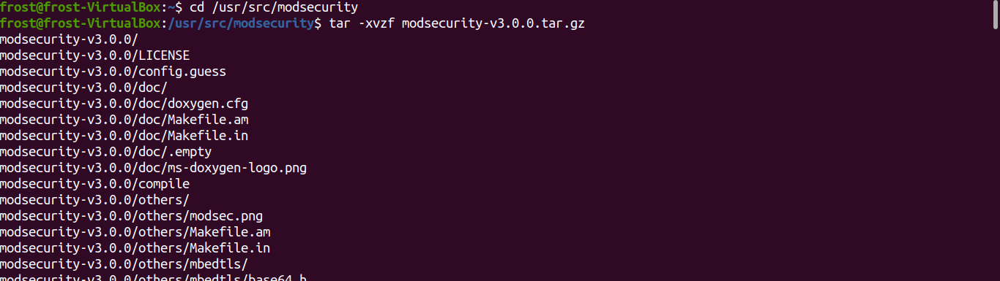 frost@frost-VirtualBox:~$ cd /usr/src/modsecurity
frost@frost-VirtualBox:/usr/src/modsecurity$ tar -xvzf modsecurity-v3.0.0.tar.gz
modsecurity-v3.0.0/
modsecurity-v3.0.0/LICENSE
modsecurity-v3.0.0/config.guess
modsecurity-v3.0.0/doc/
modsecurity-v3.0.0/doc/doxygen.cfg
modsecurity-v3.0.0/doc/Makefile.am
modsecurity-v3.0.0/doc/Makefile.in
modsecurity-v3.0.0/doc/.empty
modsecurity-v3.0.0/doc/ms-doxygen-logo.png
modsecurity-v3.0.0/compile
modsecurity-v3.0.0/others/
modsecurity-v3.0.0/others/modsec.png
modsecurity-v3.0.0/others/Makefile.am
modsecurity-v3.0.0/others/Makefile.in
modsecurity-v3.0.0/others/mbedtls/
modsecurity-v3.0.0/others/mbedtls/base64.h